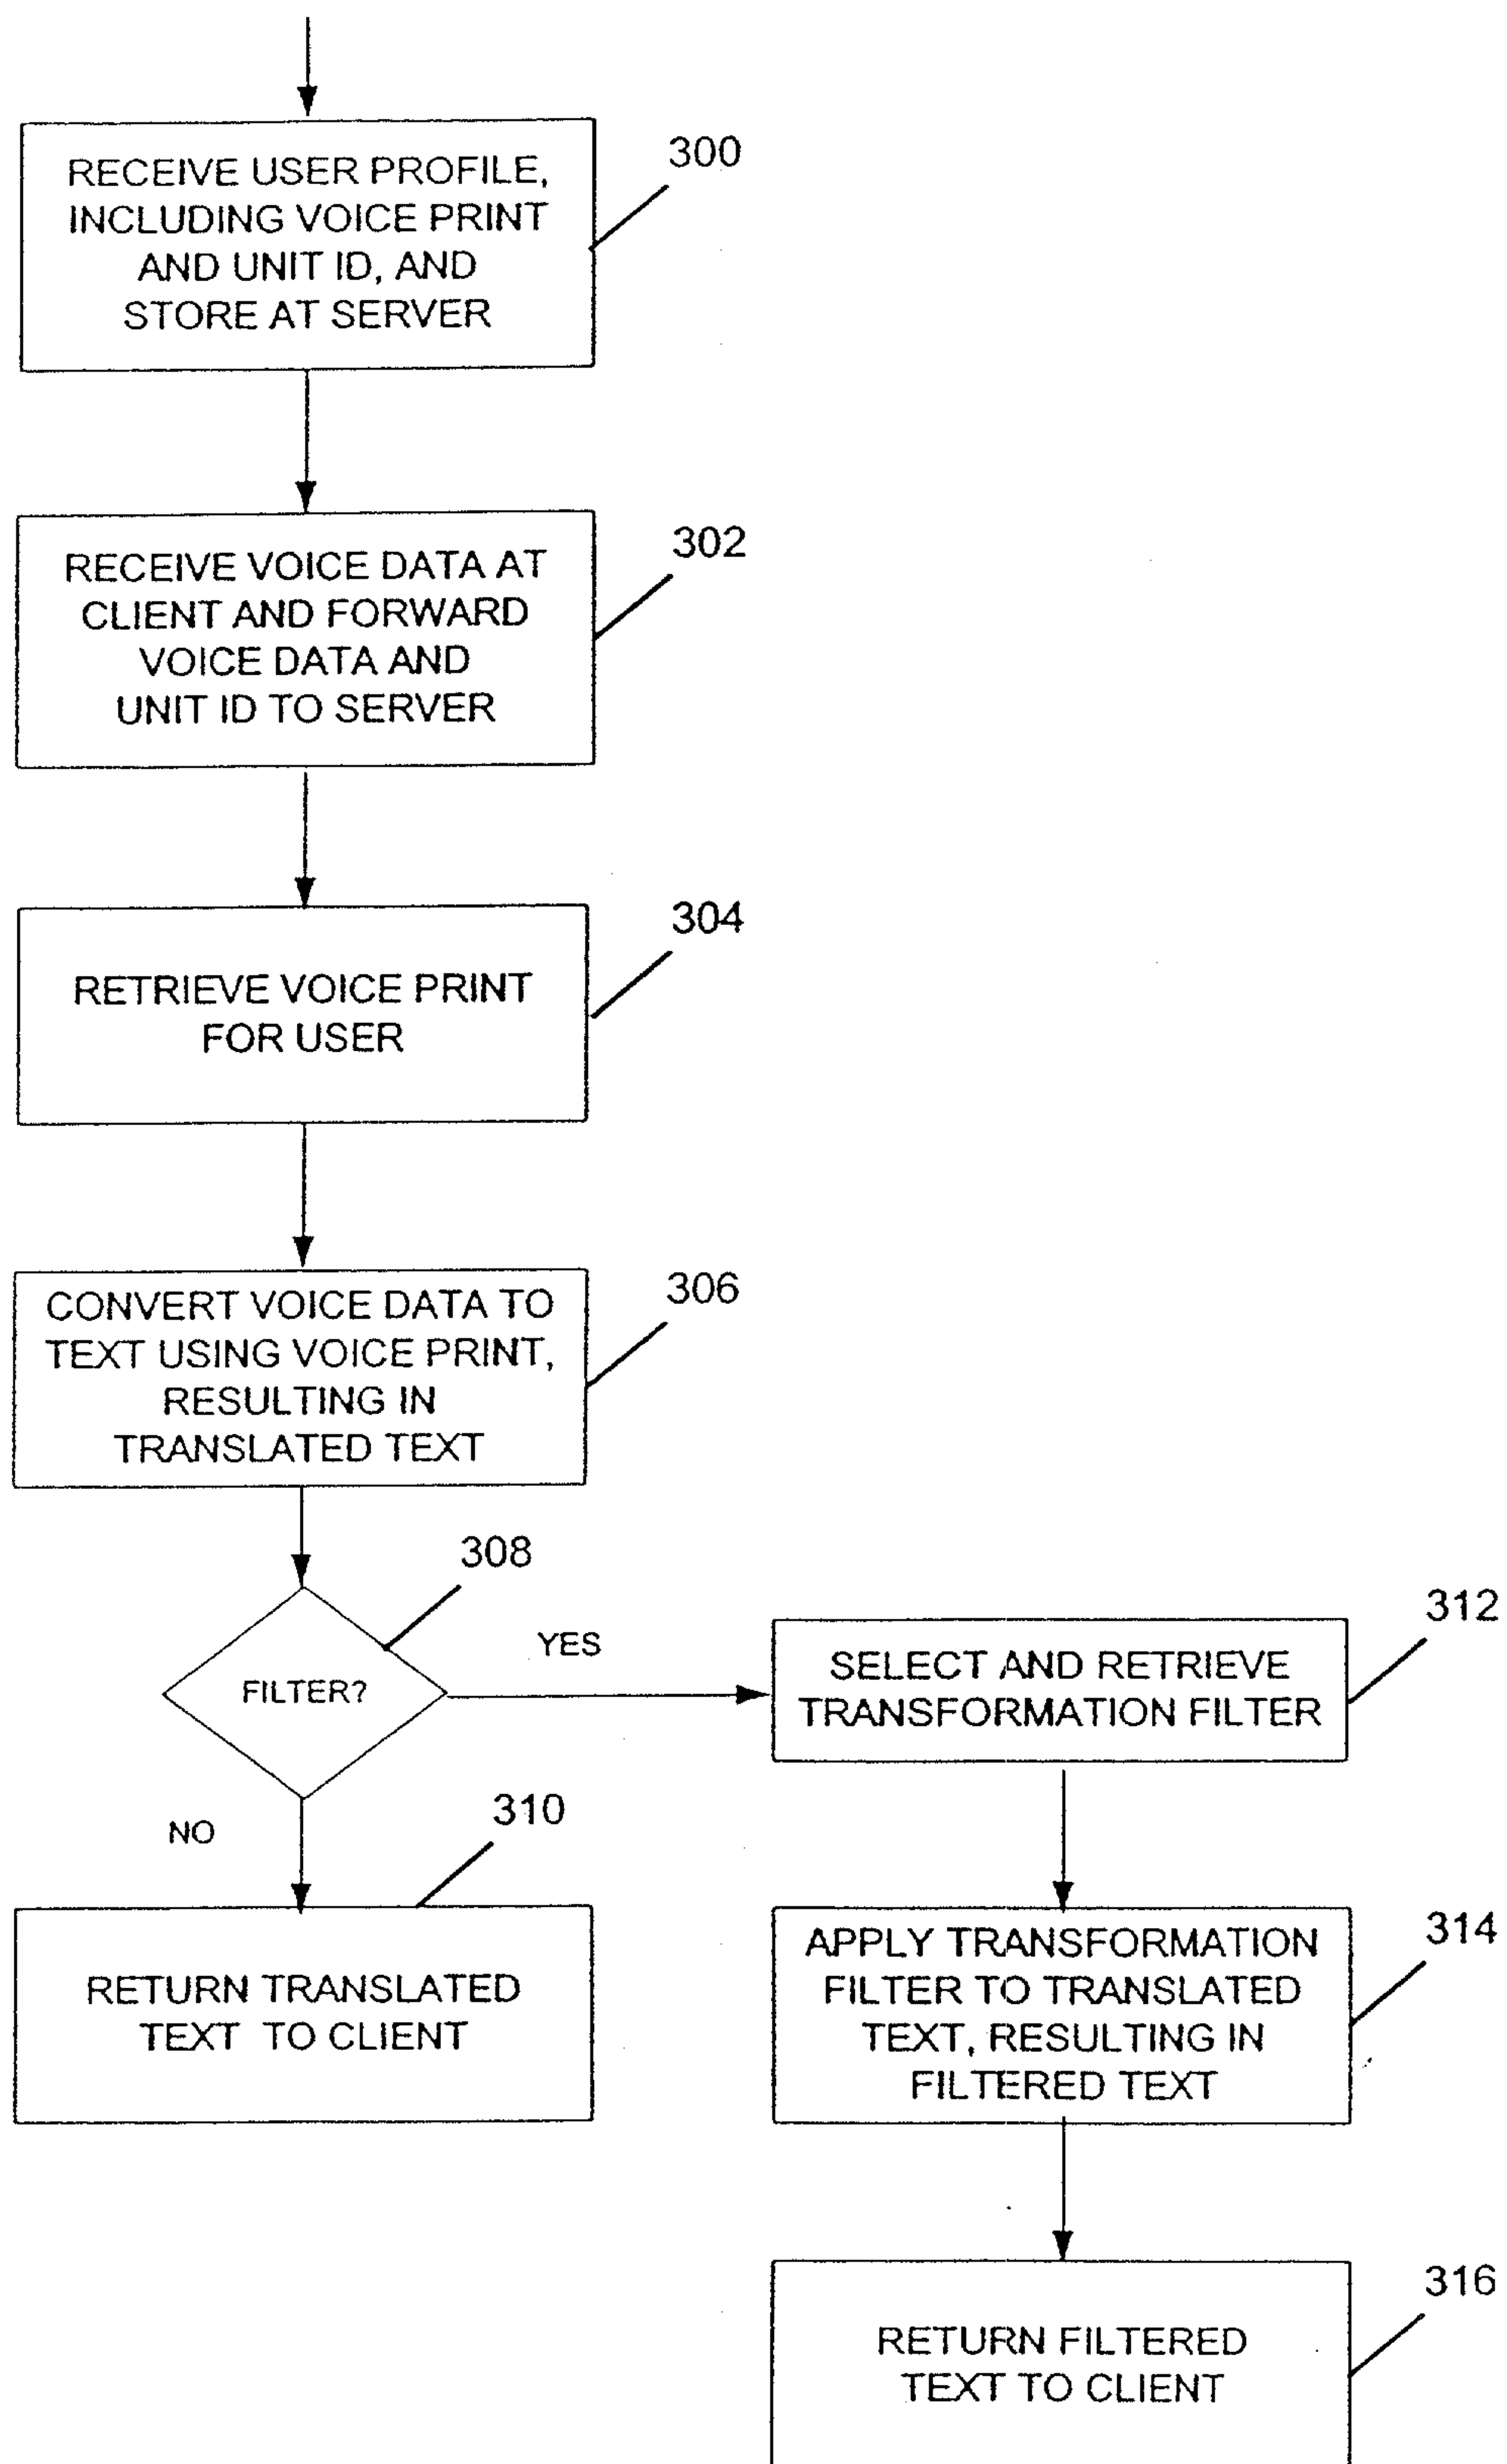 300
RECEIVE USER PROFILE,
INCLUDING VOICE PRINT
AND UNIT ID, AND
STORE AT SERVER
302
RECEIVE VOICE DATA AT
CLIENT AND FORWARD
VOICE DATA AND
UNIT ID TO SERVER
304
RETRIEVE VOICE PRINT
FOR USER
306
CONVERT VOICE DATA TO
TEXT USING VOICE PRINT,
RESULTING IN
TRANSLATED TEXT
308
FILTER?
YES
NO
310
RETURN TRANSLATED
TEXT TO CLIENT
312
SELECT AND RETRIEVE
TRANSFORMATION FILTER
314
APPLY TRANSFORMATION
FILTER TO TRANSLATED
TEXT, RESULTING IN
FILTERED TEXT
316
RETURN FILTERED
TEXT TO CLIENT